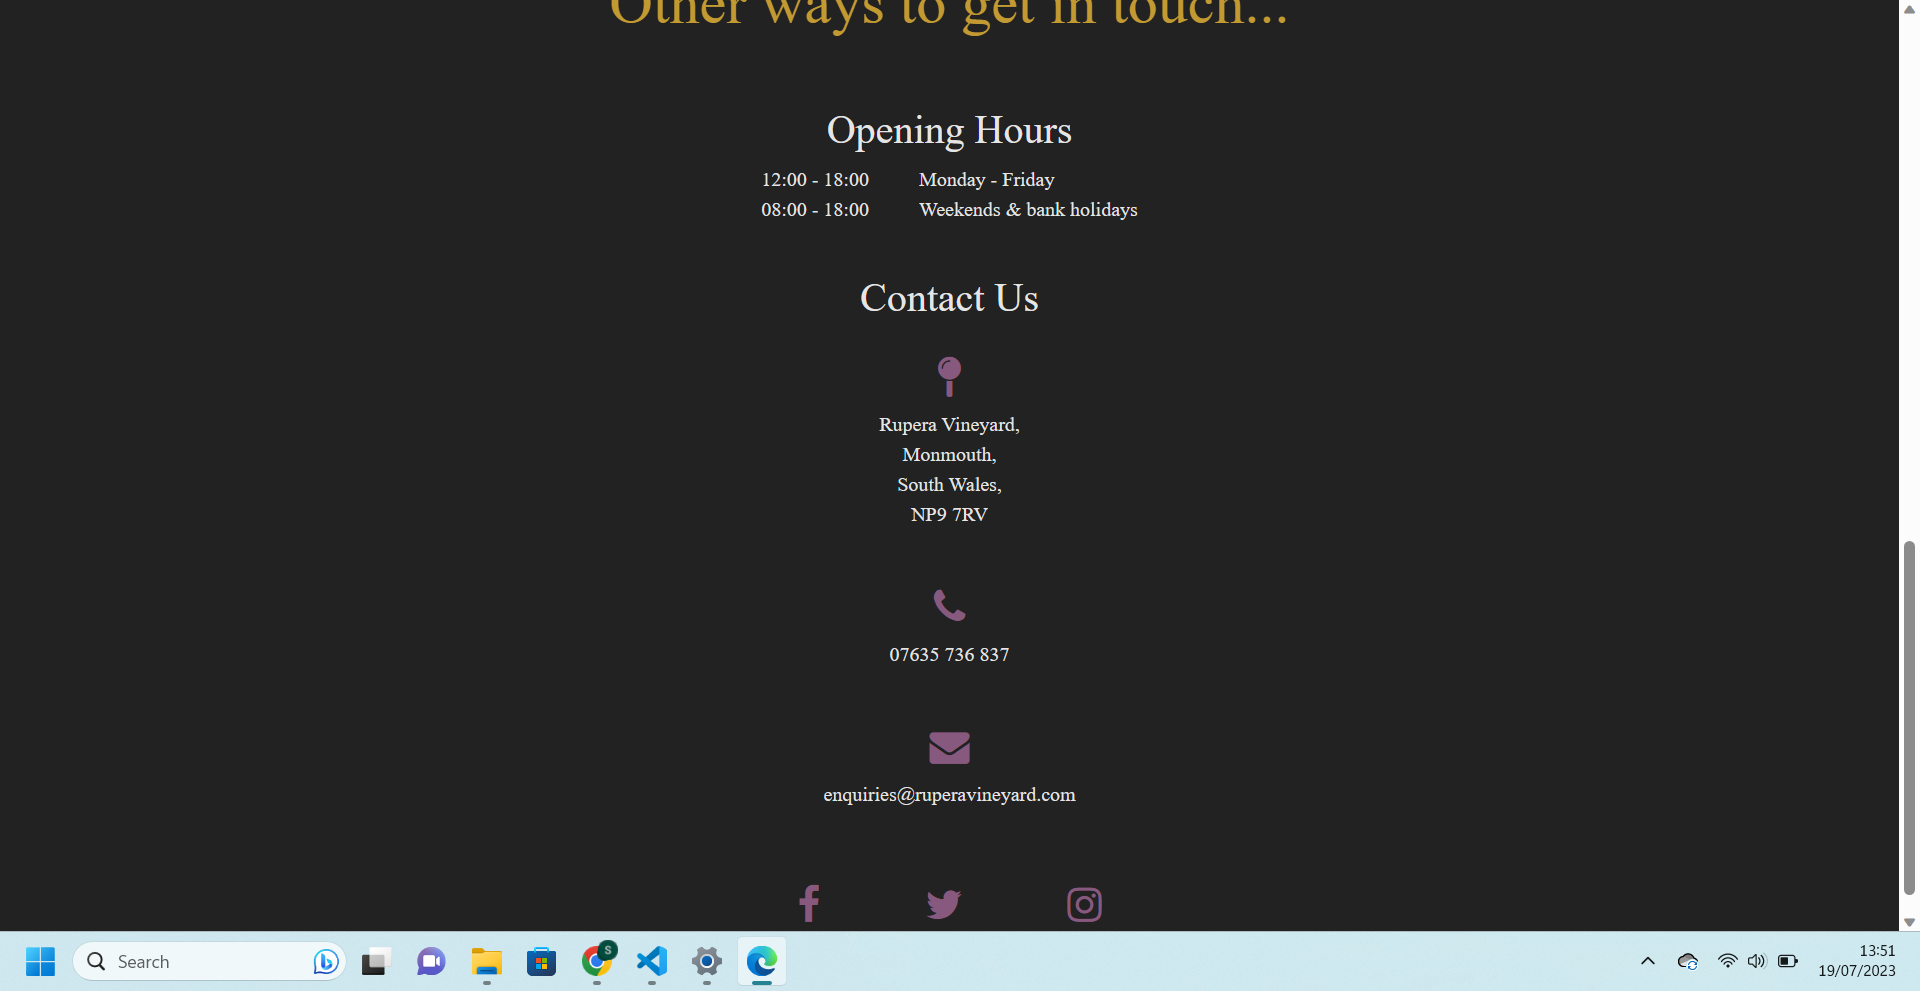 Other ways to get in touch...
Opening Hours
12:00 - 18:00 Monday - Friday
08:00 - 18:00 Weekends & bank holidays
Contact Us
Rupera Vineyard,
Monmouth,
South Wales,
NP9 7RV
07635 736 837
enquiries@ruperavineyard.com
Search
S
13:51
19/07/2023